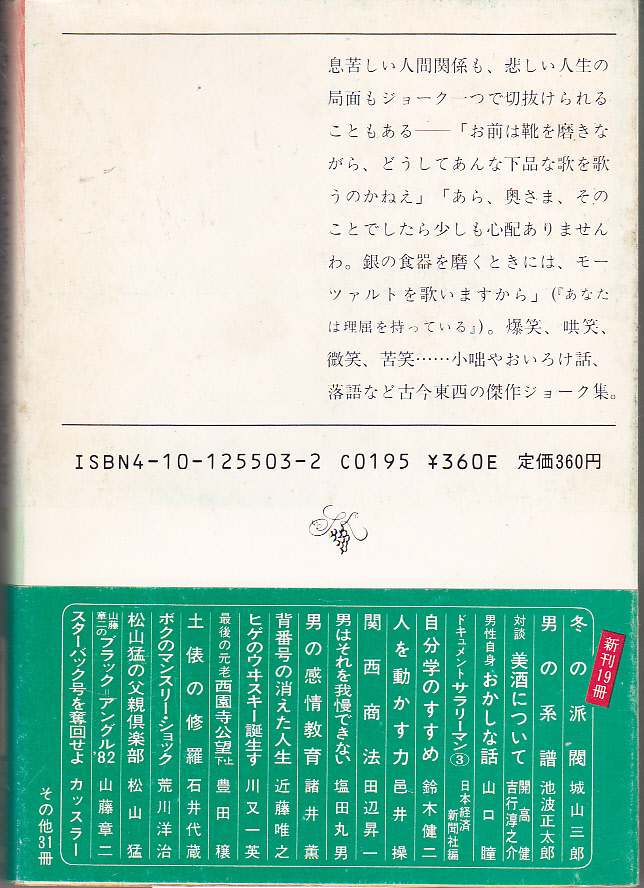 息苦しい人間関係も、悲しい人生の
局面もジョーク一つで切抜けられる
こともある──「お前は靴を磨きな
がら、どうしてあんな下品な歌を歌
うのかねえ」「あら、奥さま、その
ことでしたら少しも心配ありません
わ。銀の食器を磨くときには、モー
ツァルトを歌いますから」(『あなた
は理屈を持っている』)。爆笑、哄笑、
微笑、苦笑……小咄やおいろけ話、
落語など古今東西の傑作ジョーク集。
ISBN4-10-125503-2 C0195 ¥360E 定価360円
新刊19冊
冬の派閥 城山三郎
男の系譜 池波正太郎
対談 美酒について 開高健 吉行淳之介
男性自身 おかしな話 山口瞳
ドキュメント サラリーマン③ 日本経済新聞社編
自分学のすすめ 鈴木健二
人を動かす力 邑井操
関西商法 田辺昇一
男はそれを我慢できない 塩田丸男
男の感情教育 諸井薫
背番号の消えた人生 近藤唯之
ヒゲのウヰスキー誕生す 川又一英
最後の元老 西園寺公望 上・下 豊田穣
土俵の修羅 石井代蔵
ボクのマンスリー・ショック 荒川洋治
松山猛の父親倶楽部 松山猛
山藤章二の ブラック=アングル'82 山藤章二
スターバック号を奪回せよ カッスラー
その他31冊